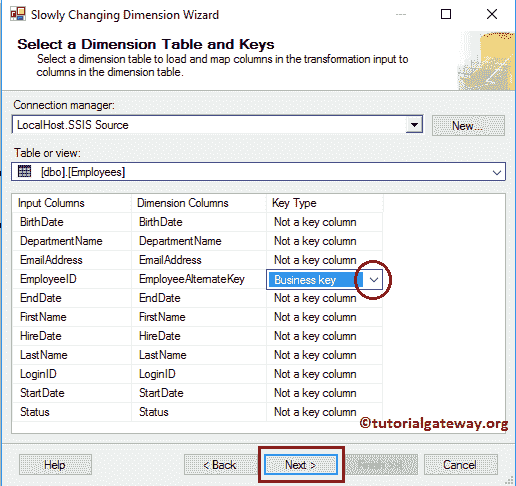 Slowly Changing Dimension Wizard
Select a Dimension Table and Keys
Select a dimension table to load and map columns in the transfomation input to
columns in the dimension table.
Connection manager:
LocalHost.SSIS Source
New...
Table or view:
[dbo].[Employees]
Input Columns Dimension Columns Key Type
BirthDate BirthDate Not a key column
DepartmentName DepartmentName Not a key column
EmailAddress EmailAddress Not a key column
EmployeeID EmployeeAlternateKey Business key
EndDate EndDate Not a key column
FirstName FirstName Not a key column
HireDate HireDate Not a key column
LastName LastName Not a key column
LoginID LoginID Not a key column
StartDate StartDate Not a key column
Status Status Not a key column
©tutorialgateway.org
Help < Back Next > Cancel